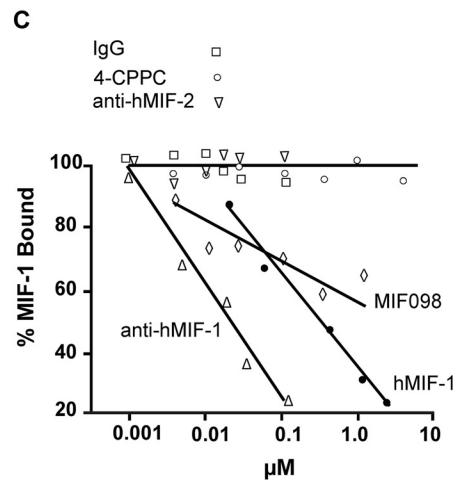 C
IgG
4-CPPC
anti-hMIF-2
100
80
60
40
20
% MIF-1 Bound
anti-hMIF-1
MIF098
hMIF-1
0.001 0.01 0.1 1.0 10
µM